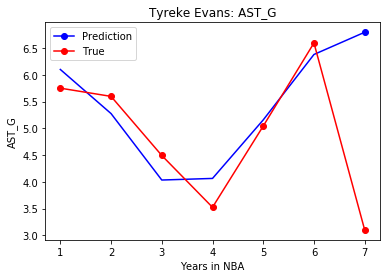 Tyreke Evans: AST_G
Prediction
True
6.5
6.0
5.5
5.0
4.5
4.0
3.5
3.0
AST_G
1 2 3 4 5 6 7
Years in NBA